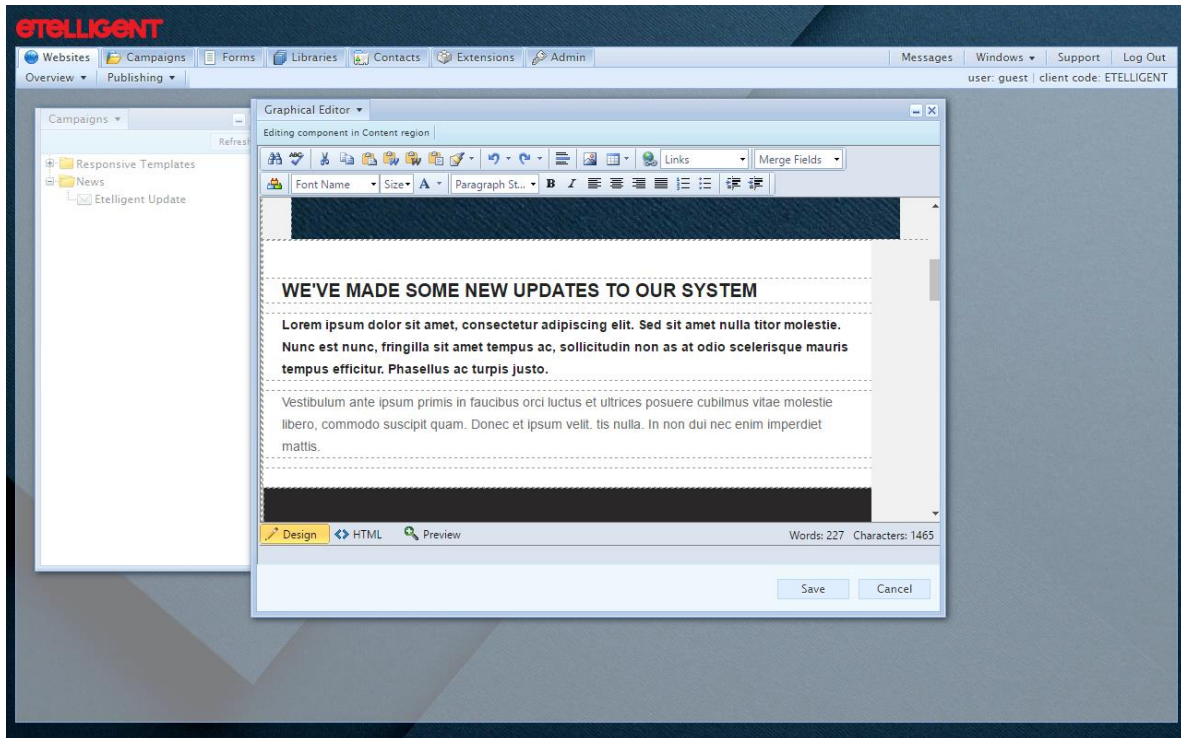 eTeLLIGeNT
Websites Campaigns Forms Libraries Contacts Extensions Admin Messages Windows Support Log Out
Overview Publishing user: guest | client code: ETELLIGENT
Campaigns
Refresh
Responsive Templates
News
Etelligent Update
Graphical Editor
Editing component in Content region
ABC Links Merge Fields
Font Name Size A Paragraph St... B I
WE'VE MADE SOME NEW UPDATES TO OUR SYSTEM
Lorem ipsum dolor sit amet, consectetur adipiscing elit. Sed sit amet nulla titor molestie.
Nunc est nunc, fringilla sit amet tempus ac, sollicitudin non as at odio scelerisque mauris
tempus efficitur. Phasellus ac turpis justo.
Vestibulum ante ipsum primis in faucibus orci luctus et ultrices posuere cubilmus vitae molestie
libero, commodo suscipit quam. Donec et ipsum velit. tis nulla. In non dui nec enim imperdiet
mattis.
Design HTML Preview Words: 227 Characters: 1465
Save Cancel